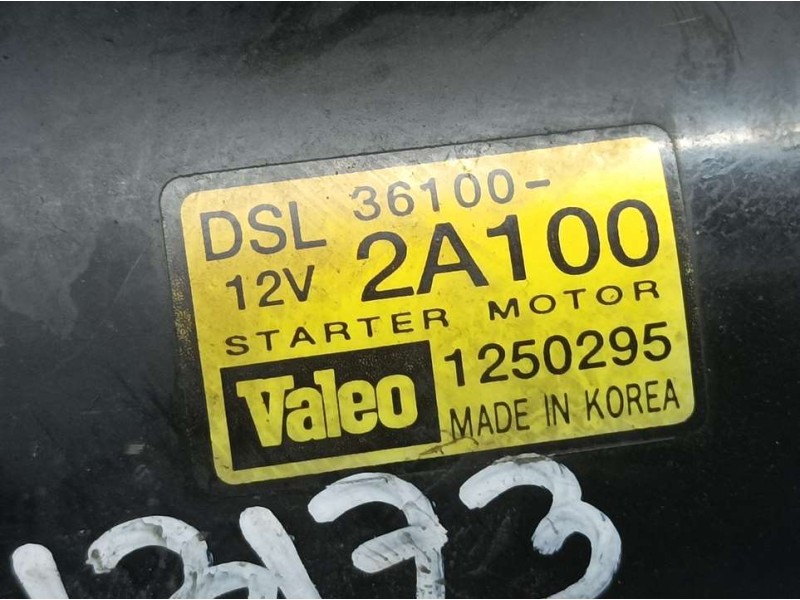 DSL 36100-
12V 2A100
STARTER MOTOR
Valeo 1250295
MADE IN KOREA